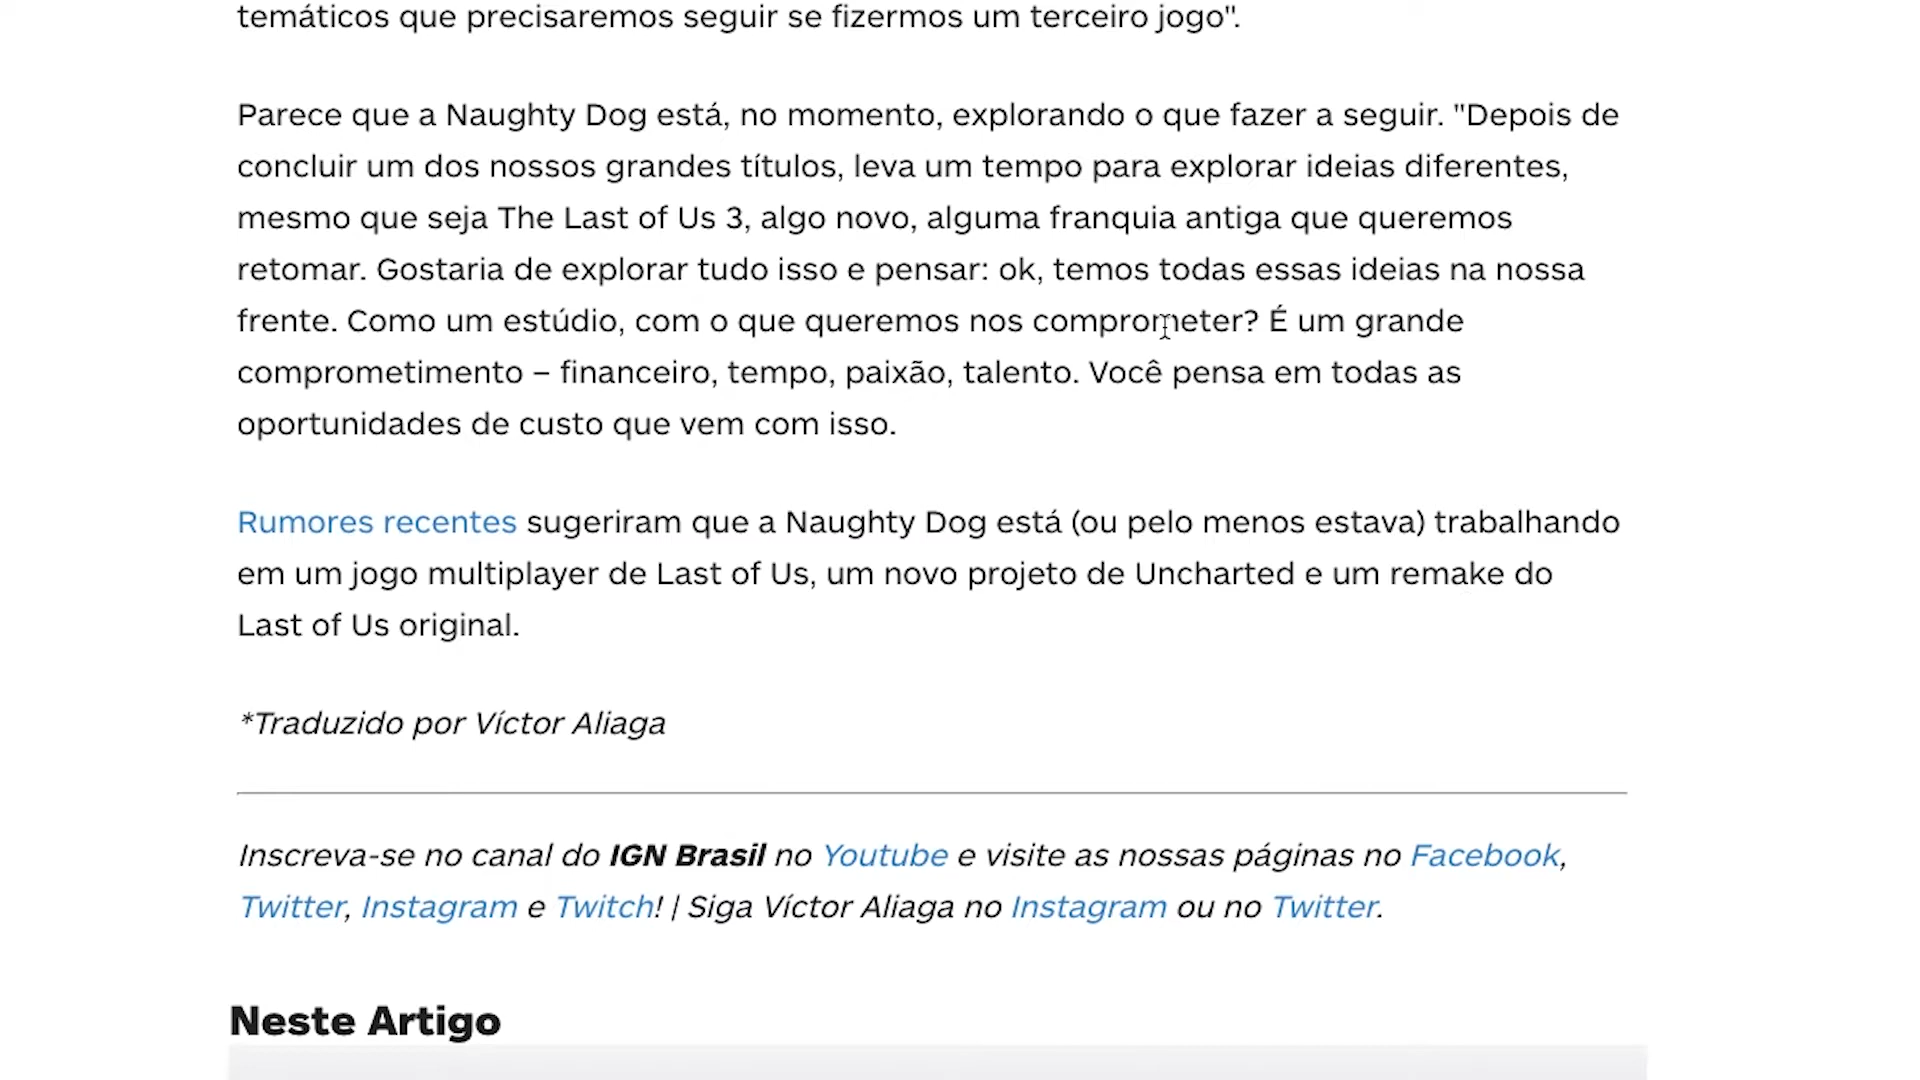 temáticos que precisaremos seguir se fizermos um terceiro jogo".
Parece que a Naughty Dog está, no momento, explorando o que fazer a seguir. "Depois de
concluir um dos nossos grandes títulos, leva um tempo para explorar ideias diferentes,
mesmo que seja The Last of Us 3, algo novo, alguma franquia antiga que queremos
retomar. Gostaria de explorar tudo isso e pensar: ok, temos todas essas ideias na nossa
frente. Como um estúdio, com o que queremos nos comprometer? É um grande
comprometimento – financeiro, tempo, paixão, talento. Você pensa em todas as
oportunidades de custo que vem com isso.
Rumores recentes sugeriram que a Naughty Dog está (ou pelo menos estava) trabalhando
em um jogo multiplayer de Last of Us, um novo projeto de Uncharted e um remake do
Last of Us original.
*Traduzido por Víctor Aliaga
Inscreva-se no canal do IGN Brasil no Youtube e visite as nossas páginas no Facebook,
Twitter, Instagram e Twitch! | Siga Víctor Aliaga no Instagram ou no Twitter.
Neste Artigo